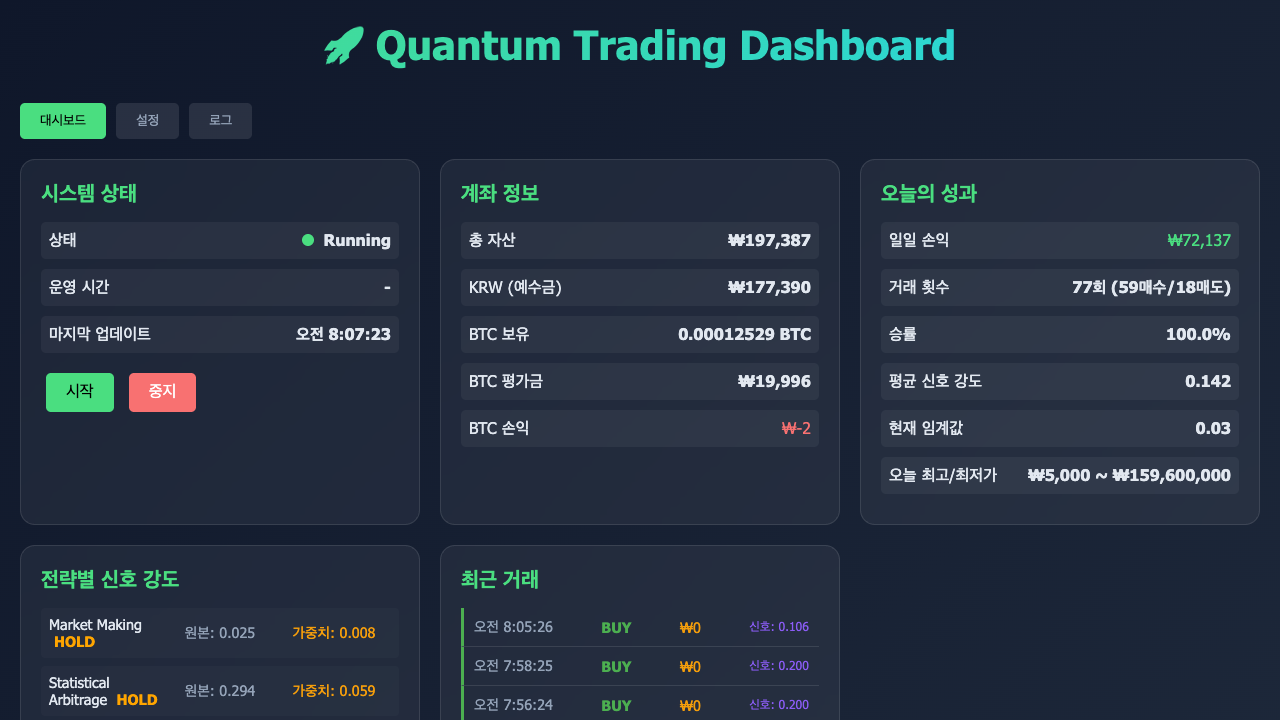 Quantum Trading Dashboard
대시보드 설정 로그
시스템 상태
상태 Running
운영 시간 -
마지막 업데이트 오전 8:07:23
시작 중지
계좌 정보
총 자산 ₩197,387
KRW (예수금) ₩177,390
BTC 보유 0.00012529 BTC
BTC 평가금 ₩19,996
BTC 손익 ₩-2
오늘의 성과
일일 손익 ₩72,137
거래 횟수 77회 (59매수/18매도)
승률 100.0%
평균 신호 강도 0.142
현재 임계값 0.03
오늘 최고/최저가 ₩5,000 ~ ₩159,600,000
전략별 신호 강도
Market Making HOLD 원본: 0.025 가중치: 0.008
Statistical Arbitrage HOLD 원본: 0.294 가중치: 0.059
최근 거래
오전 8:05:26 BUY ₩0 신호: 0.106
오전 7:58:25 BUY ₩0 신호: 0.200
오전 7:56:24 BUY ₩0 신호: 0.200